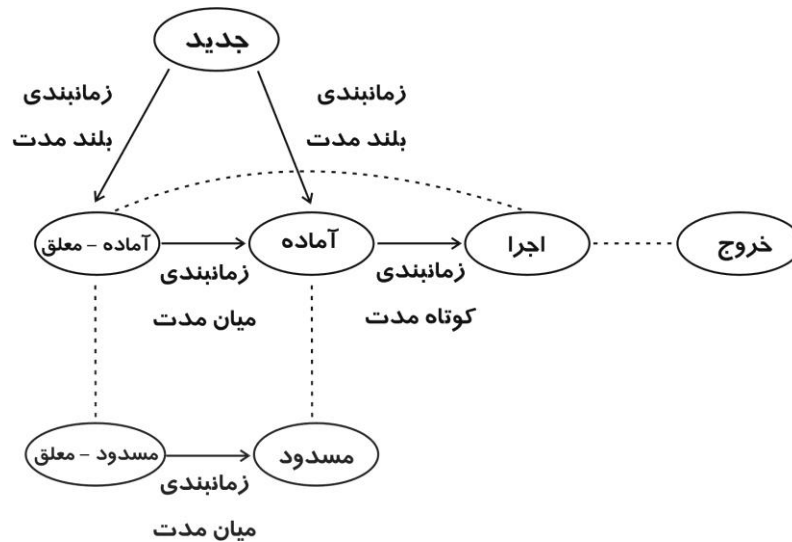 جدید
زمانبندی
بلند مدت
زمانبندی
بلند مدت
خروج
اجرا
آماده
آماده – معلق
زمانبندی
کوتاه مدت
زمانبندی
میان مدت
مسدود
مسدود – معلق
زمانبندی
میان مدت